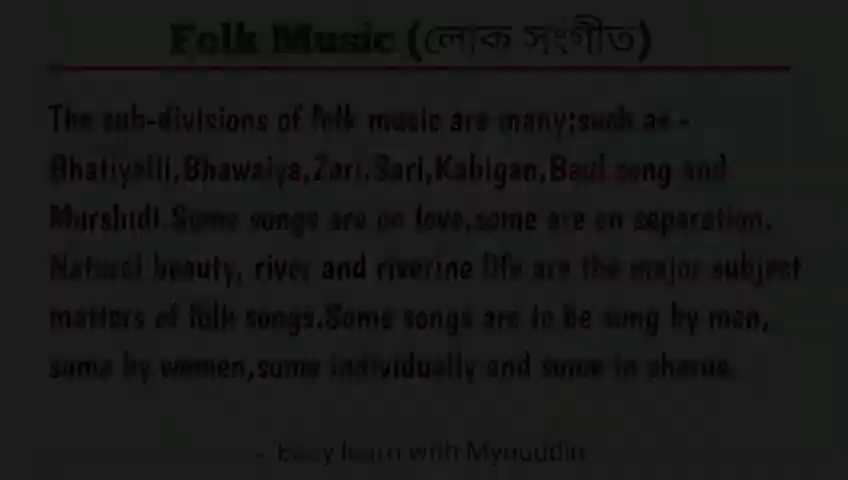 Folk Music (লোক সংগীত)
The sub-divisions of folk music are many;such as -
Bhatiyalli,Bhawaiya,Zari,Sari,Kabigan,Baul song and
Murshidi.Some songs are on love,some are on separation.
Natural beauty, river and riverine life are the major subject
matters of folk songs.Some songs are to be sung by men,
some by women,some individually and some in chorus.
- Easy learn with Mynuddin